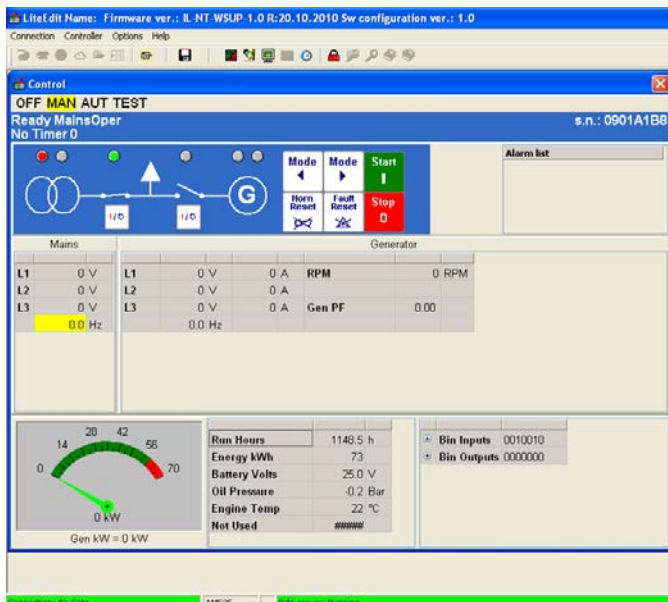 LiteEdit Name: Firmware ver.: IL-NT-WSUP-1.0 R:20.10.2010 Sw configuration ver.: 1.0
Connection Controller Options Help
Control
OFF MAN AUT TEST
Ready MainsOper s.n.: 0901A1B8
No Timer 0
Mode Mode Start
I
Horn Reset Fault Reset Stop
0
G
I/O I/O
Alarm list
Mains Generator
L1 0 V L1 0 V 0 A RPM 0 RPM
L2 0 V L2 0 V 0 A
L3 0 V L3 0 V 0 A Gen PF 0.00
0.0 Hz 0.0 Hz
0 14 28 42 56 70
0 kW
Gen kW = 0 kW
Run Hours 1148.5 h
Energy kWh 73
Battery Volts 25.0 V
Oil Pressure -0.2 Bar
Engine Temp 22 °C
Not Used #####
Bin Inputs 0010010
Bin Outputs 0000000